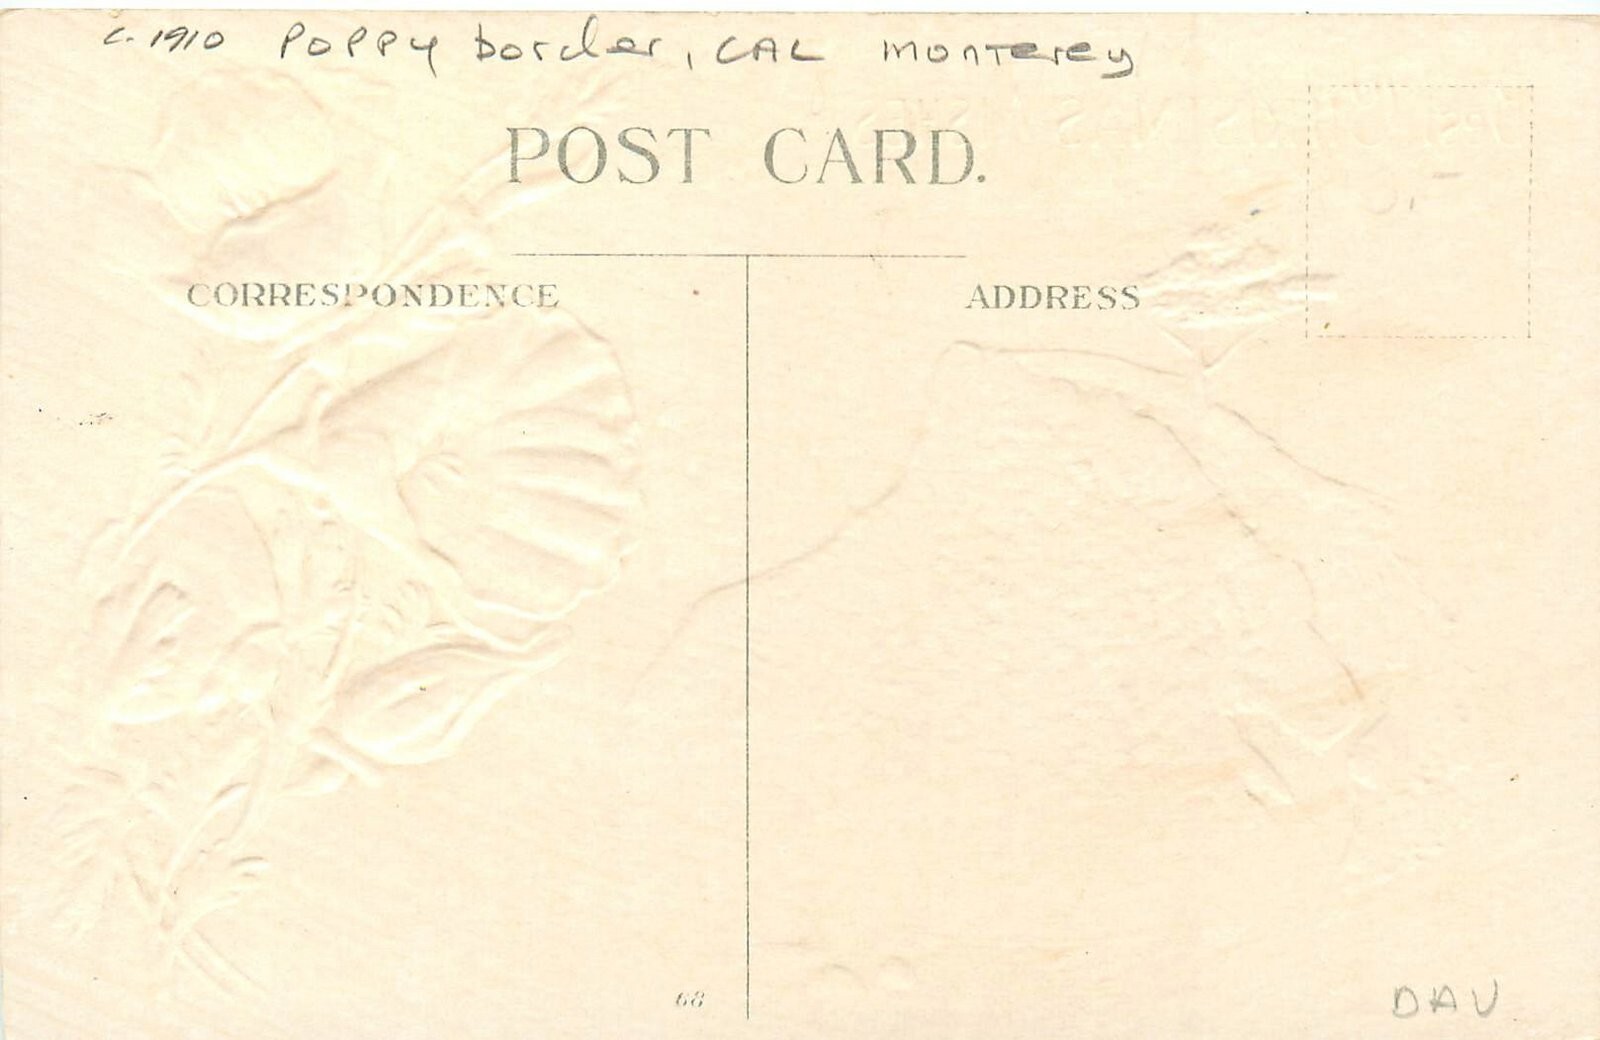 c. 1910 POPPY border, CAL Monterey
POST CARD.
CORRESPONDENCE
ADDRESS
68
DAV